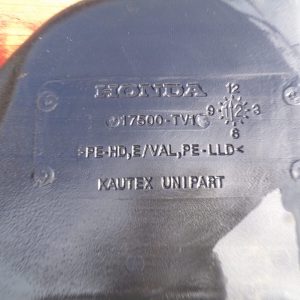 HONDA
17500-TV1
12
9 3
6
>PE-HD,E/VAL,PE-LLD<
KAUTEX UNIPART